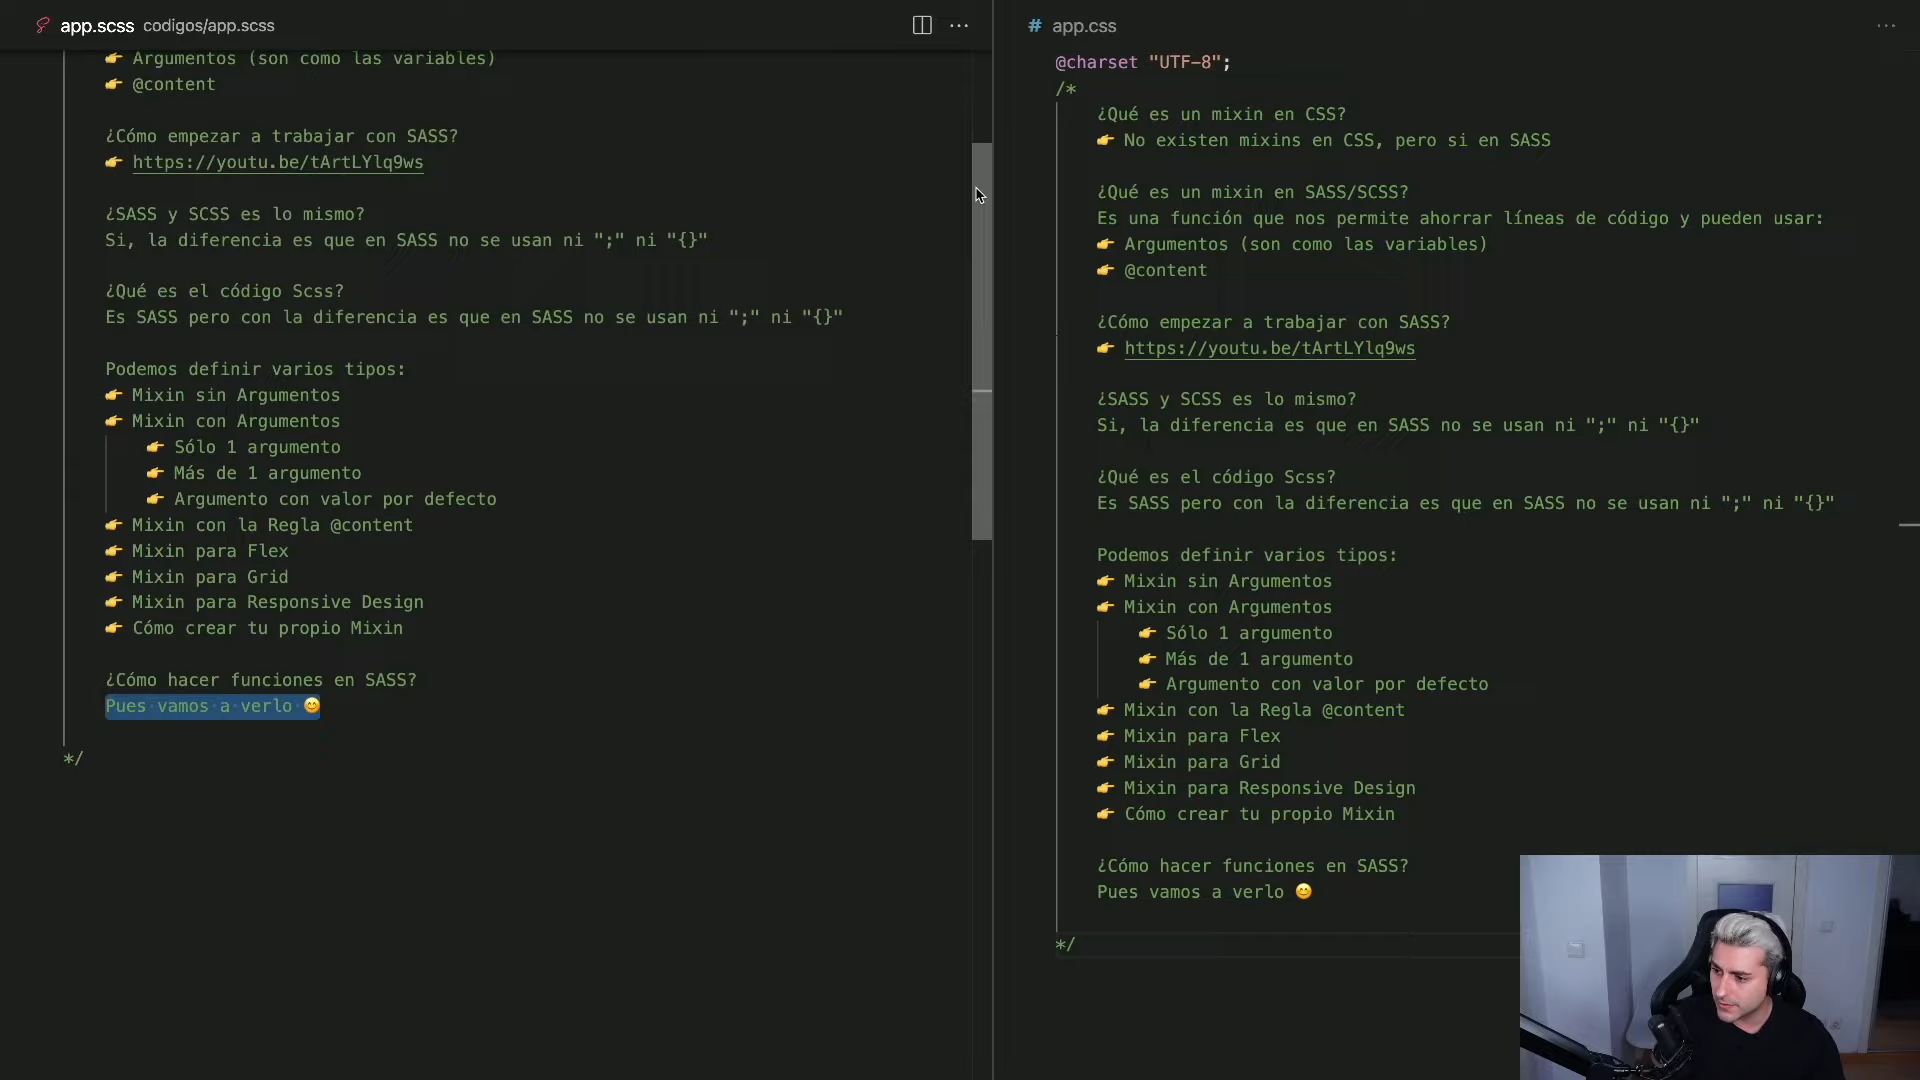 app.scss codigos/app.scss
👉 Argumentos (son como las variables)
👉 @content
¿Cómo empezar a trabajar con SASS?
👉 https://youtu.be/tArtLYlq9ws
¿SASS y SCSS es lo mismo?
Si, la diferencia es que en SASS no se usan ni ";" ni "{}"
¿Qué es el código Scss?
Es SASS pero con la diferencia es que en SASS no se usan ni ";" ni "{}"
Podemos definir varios tipos:
👉 Mixin sin Argumentos
👉 Mixin con Argumentos
👉 Sólo 1 argumento
👉 Más de 1 argumento
👉 Argumento con valor por defecto
👉 Mixin con la Regla @content
👉 Mixin para Flex
👉 Mixin para Grid
👉 Mixin para Responsive Design
👉 Cómo crear tu propio Mixin
¿Cómo hacer funciones en SASS?
Pues vamos a verlo 😊
*/
# app.css
@charset "UTF-8";
/*
¿Qué es un mixin en CSS?
👉 No existen mixins en CSS, pero si en SASS
¿Qué es un mixin en SASS/SCSS?
Es una función que nos permite ahorrar líneas de código y pueden usar:
👉 Argumentos (son como las variables)
👉 @content
¿Cómo empezar a trabajar con SASS?
👉 https://youtu.be/tArtLYlq9ws
¿SASS y SCSS es lo mismo?
Si, la diferencia es que en SASS no se usan ni ";" ni "{}"
¿Qué es el código Scss?
Es SASS pero con la diferencia es que en SASS no se usan ni ";" ni "{}"
Podemos definir varios tipos:
👉 Mixin sin Argumentos
👉 Mixin con Argumentos
👉 Sólo 1 argumento
👉 Más de 1 argumento
👉 Argumento con valor por defecto
👉 Mixin con la Regla @content
👉 Mixin para Flex
👉 Mixin para Grid
👉 Mixin para Responsive Design
👉 Cómo crear tu propio Mixin
¿Cómo hacer funciones en SASS?
Pues vamos a verlo 😊
*/